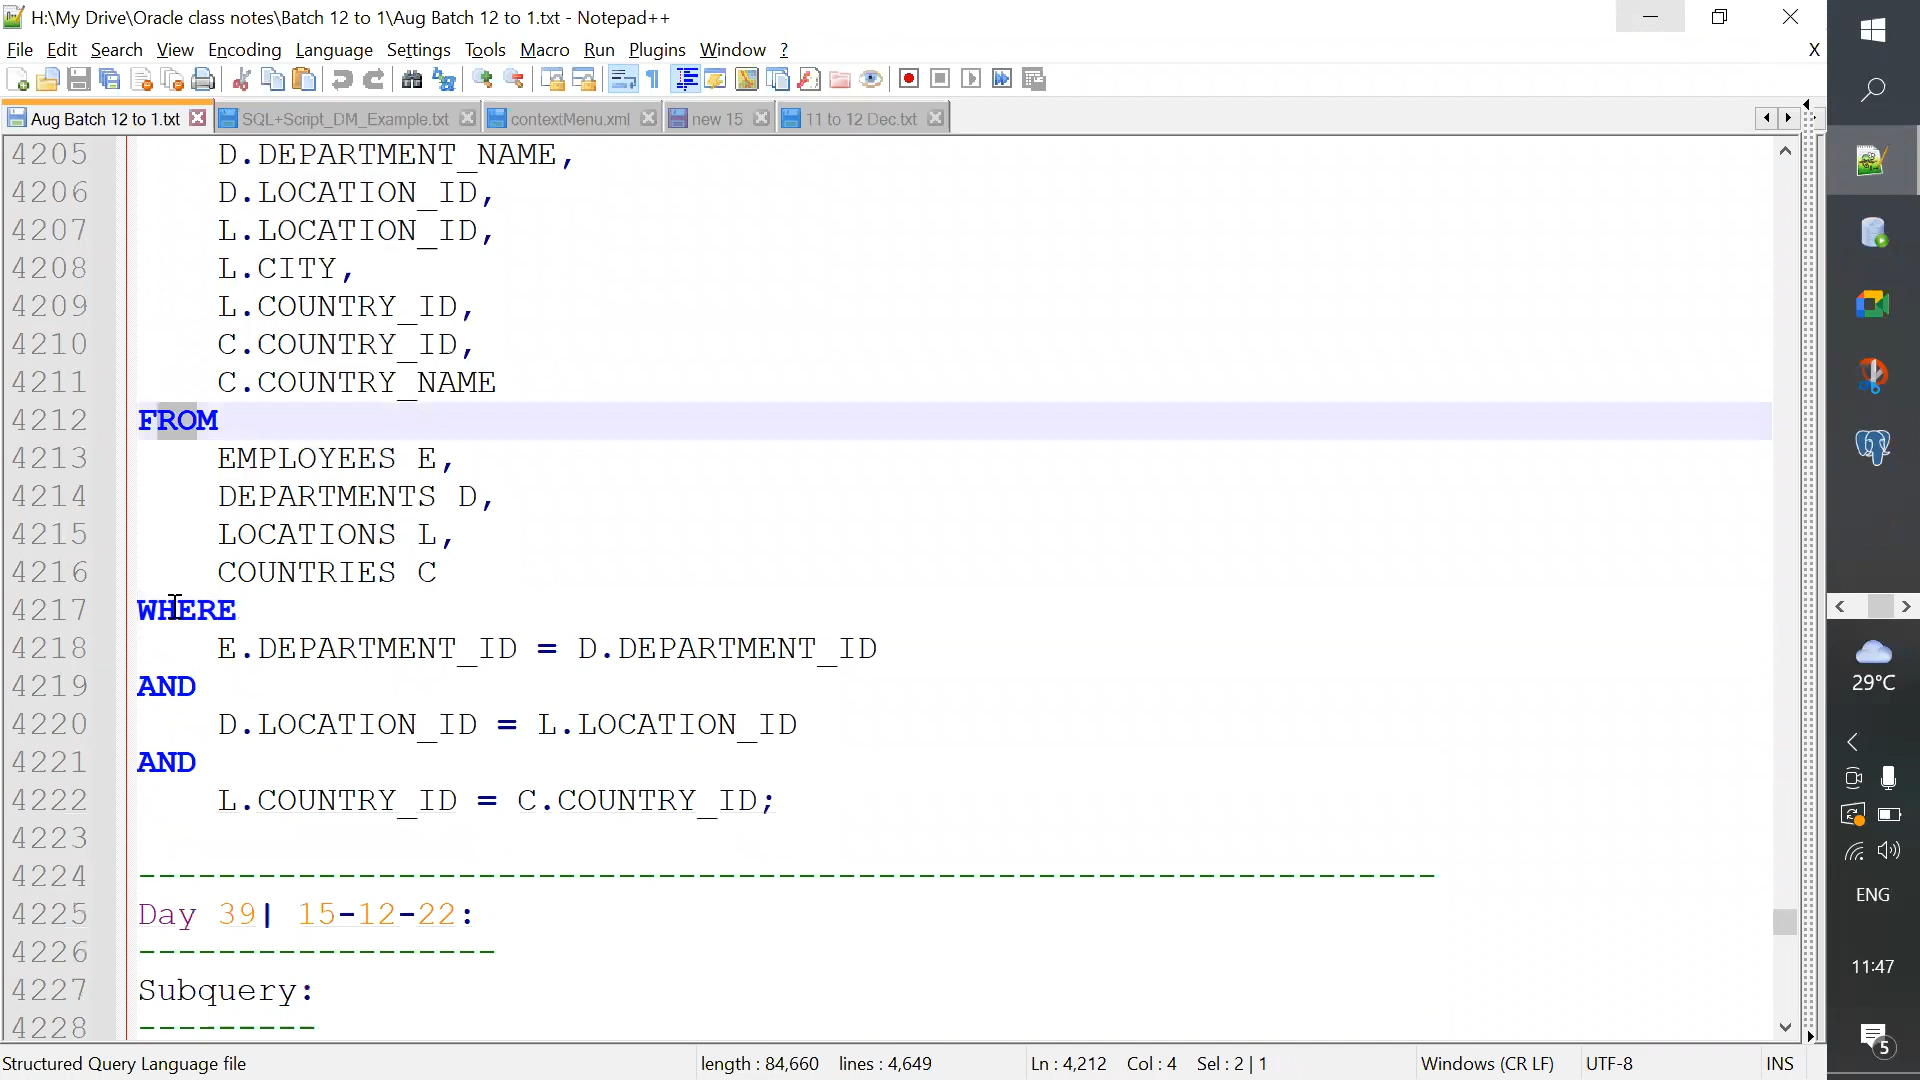 H:\My Drive\Oracle class notes\Batch 12 to 1\Aug Batch 12 to 1.txt - Notepad++
File Edit Search View Encoding Language Settings Tools Macro Run Plugins Window ? X
Aug Batch 12 to 1.txt SQL+Script_DM_Example.txt contextMenu.xml new 15 11 to 12 Dec.txt
4205 D.DEPARTMENT_NAME,
4206 D.LOCATION_ID,
4207 L.LOCATION_ID,
4208 L.CITY,
4209 L.COUNTRY_ID,
4210 C.COUNTRY_ID,
4211 C.COUNTRY_NAME
4212 FROM
4213 EMPLOYEES E,
4214 DEPARTMENTS D,
4215 LOCATIONS L,
4216 COUNTRIES C
4217 WHERE
4218 E.DEPARTMENT_ID = D.DEPARTMENT_ID
4219 AND
4220 D.LOCATION_ID = L.LOCATION_ID
4221 AND
4222 L.COUNTRY_ID = C.COUNTRY_ID;
4223
4224 -----------------------------------------------------------------
4225 Day 39| 15-12-22:
4226 ------------------
4227 Subquery:
4228 ---------
Structured Query Language file length : 84,660 lines : 4,649 Ln : 4,212 Col : 4 Sel : 2 | 1 Windows (CR LF) UTF-8 INS
29°C
ENG
11:47
5